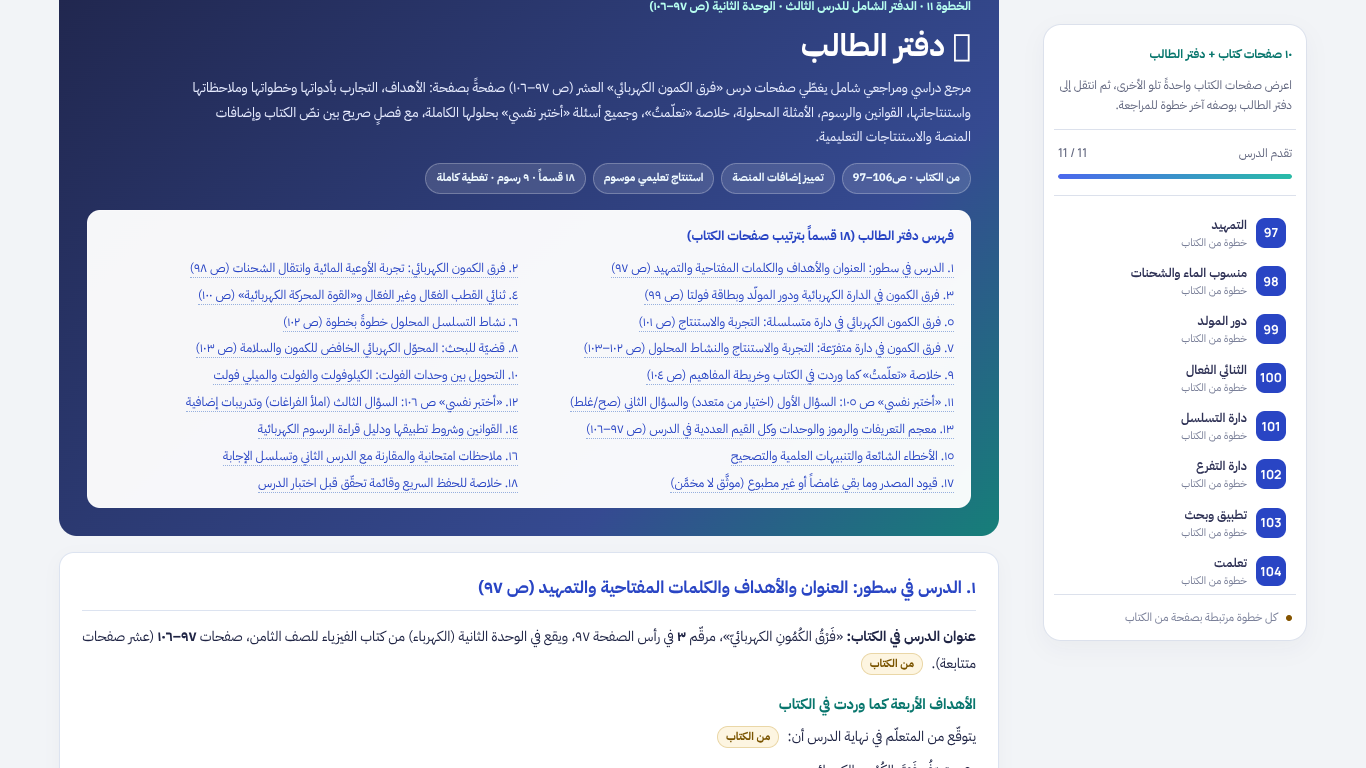 الخطوة ١١ · الدفتر الشامل للدرس الثالث · الوحدة الثانية (ص ٩٧–١٠٦)
دفتر الطالب
مرجع دراسي ومراجعي شامل يغطّي صفحات درس «فرق الكمون الكهربائي» العشر (ص ٩٧–١٠٦) صفحةً بصفحة: الأهداف، التجارب بأدواتها وخطواتها وملاحظاتها
واستنتاجاتها، القوانين والرسوم، الأمثلة المحلولة، خلاصة «تعلّمتُ»، وجميع أسئلة «أختبر نفسي» بحلولها الكاملة، مع فصلٍ صريح بين نصّ الكتاب وإضافات
المنصة والاستنتاجات التعليمية.
من الكتاب · ص106–97
تمييز إضافات المنصة
استنتاج تعليمي موسوم
١٨ قسماً · ٩ رسوم · تغطية كاملة
فهرس دفتر الطالب (١٨ قسماً بترتيب صفحات الكتاب)
١. الدرس في سطور: العنوان والأهداف والكلمات المفتاحية والتمهيد (ص ٩٧)
٢. فرق الكمون الكهربائي: تجربة الأوعية المائية وانتقال الشحنات (ص ٩٨)
٣. فرق الكمون في الدارة الكهربائية ودور المولّد وبطاقة فولتا (ص ٩٩)
٤. ثنائي القطب الفعّال وغير الفعّال و«القوة المحركة الكهربائية» (ص ١٠٠)
٥. فرق الكمون الكهربائي في دارة متسلسلة: التجربة والاستنتاج (ص ١٠١)
٦. نشاط التسلسل المحلول خطوةً بخطوة (ص ١٠٢)
٧. فرق الكمون في دارة متفرّعة: التجربة والاستنتاج والنشاط المحلول (ص ١٠٢–١٠٣)
٨. قضيّة للبحث: المحوّل الكهربائي الخافض للكمون والسلامة (ص ١٠٣)
٩. خلاصة «تعلّمتُ» كما وردت في الكتاب وخريطة المفاهيم (ص ١٠٤)
١٠. التحويل بين وحدات الفولت: الكيلوفولت والفولت والميلي فولت
١١. «أختبر نفسي» ص ١٠٥: السؤال الأول (اختيار من متعدد) والسؤال الثاني (صح/غلط)
١٢. «أختبر نفسي» ص ١٠٦: السؤال الثالث (املأ الفراغات) وتدريبات إضافية
١٣. معجم التعريفات والرموز والوحدات وكل القيم العددية في الدرس (ص ٩٧–١٠٦)
١٤. القوانين وشروط تطبيقها ودليل قراءة الرسوم الكهربائية
١٥. الأخطاء الشائعة والتنبيهات العلمية والتصحيح
١٦. ملاحظات امتحانية والمقارنة مع الدرس الثاني وتسلسل الإجابة
١٧. قيود المصدر وما بقي غامضاً أو غير مطبوع (موثَّق لا مخمَّن)
١٨. خلاصة للحفظ السريع وقائمة تحقّق قبل اختبار الدرس
١. الدرس في سطور: العنوان والأهداف والكلمات المفتاحية والتمهيد (ص ٩٧)
عنوان الدرس في الكتاب: «فَرْقُ الكُمُونِ الكهربائيّ»، مرقّم ٣ في رأس الصفحة ٩٧، ويقع في الوحدة الثانية (الكهرباء) من كتاب الفيزياء للصف الثامن، صفحات ٩٧–١٠٦ (عشر صفحات
متتابعة). من الكتاب
الأهداف الأربعة كما وردت في الكتاب
يتوقّع من المتعلّم في نهاية الدرس أن: من الكتاب
١٠ صفحات كتاب + دفتر الطالب
اعرض صفحات الكتاب واحدةً تلو الأخرى، ثم انتقل إلى
دفتر الطالب بوصفه آخر خطوة للمراجعة.
تقدم الدرس
11 / 11
97
التمهيد
خطوة من الكتاب
98
منسوب الماء والشحنات
خطوة من الكتاب
99
دور المولد
خطوة من الكتاب
100
الثنائي الفعال
خطوة من الكتاب
101
دارة التسلسل
خطوة من الكتاب
102
دارة التفرع
خطوة من الكتاب
103
تطبيق وبحث
خطوة من الكتاب
104
تعلمت
خطوة من الكتاب
كل خطوة مرتبطة بصفحة من الكتاب